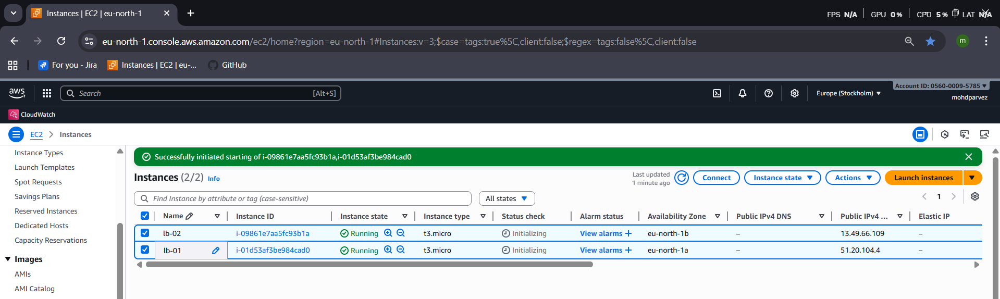 Instances | EC2 | eu-north-1
FPS N/A GPU 0% CPU 5% LAT N/A
eu-north-1.console.aws.amazon.com/ec2/home?region=eu-north-1#Instances:v=3;$case=tags:true%5C,client:false;$regex=tags:false%5C,client:false
m
For you - Jira
Instances | EC2 | eu-...
GitHub
aws
Search
[Alt+S]
Europe (Stockholm)
Account ID: 0560-0009-5785
mohdparvez
CloudWatch
EC2
Instances
Instance Types
Launch Templates
Spot Requests
Savings Plans
Reserved Instances
Dedicated Hosts
Capacity Reservations
Images
AMIs
AMI Catalog
Successfully initiated starting of i-09861e7aa5fc93b1a,i-01d53af3be984cad0
Instances (2/2) Info
Last updated
1 minute ago
Connect
Instance state
Actions
Launch instances
Find Instance by attribute or tag (case-sensitive)
All states
1
Name Instance ID Instance state Instance type Status check Alarm status Availability Zone Public IPv4 DNS Public IPv4 ... Elastic IP
lb-02 i-09861e7aa5fc93b1a Running t3.micro Initializing View alarms + eu-north-1b – 13.49.66.109 –
lb-01 i-01d53af3be984cad0 Running t3.micro Initializing View alarms + eu-north-1a – 51.20.104.4 –